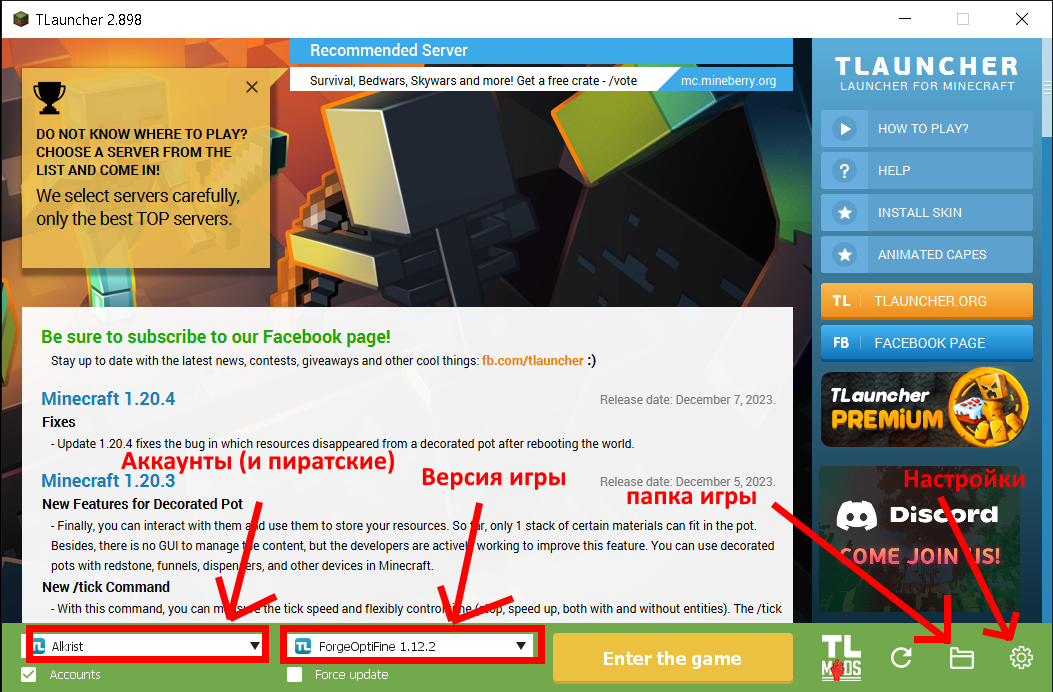 TLauncher 2.898
Recommended Server
Survival, Bedwars, Skywars and more! Get a free crate - /vote
mc.mineberry.org
DO NOT KNOW WHERE TO PLAY?
CHOOSE A SERVER FROM THE
LIST AND COME IN!
We select servers carefully,
only the best TOP servers.
TLAUNCHER
LAUNCHER FOR MINECRAFT
HOW TO PLAY?
HELP
INSTALL SKIN
ANIMATED CAPES
TL TLAUNCHER.ORG
FB FACEBOOK PAGE
TLauncher
PREMIUM
Be sure to subscribe to our Facebook page!
Stay up to date with the latest news, contests, giveaways and other cool things: fb.com/tlauncher :)
Minecraft 1.20.4
Release date: December 7, 2023.
Fixes
- Update 1.20.4 fixes the bug in which resources disappeared from a decorated pot after rebooting the world.
Аккаунты (и пиратские)
Версия игры
папка игры
Настройки
Minecraft 1.20.3
Release date: December 5, 2023.
New Features for Decorated Pot
- Finally, you can interact with them and use them to store your resources. So far, only 1 stack of certain materials can fit in the pot.
Besides, there is no GUI to manage the content, but the developers are actively working to improve this feature. You can use decorated
pots with redstone, funnels, dispensers, and other devices in Minecraft.
New /tick Command
- With this command, you can measure the tick speed and flexibly control time (stop, speed up, both with and without entities). The /tick
Discord
COME JOIN US!
TL Alkrist
TL ForgeOptiFine 1.12.2
Enter the game
TL
MODS
Accounts
Force update